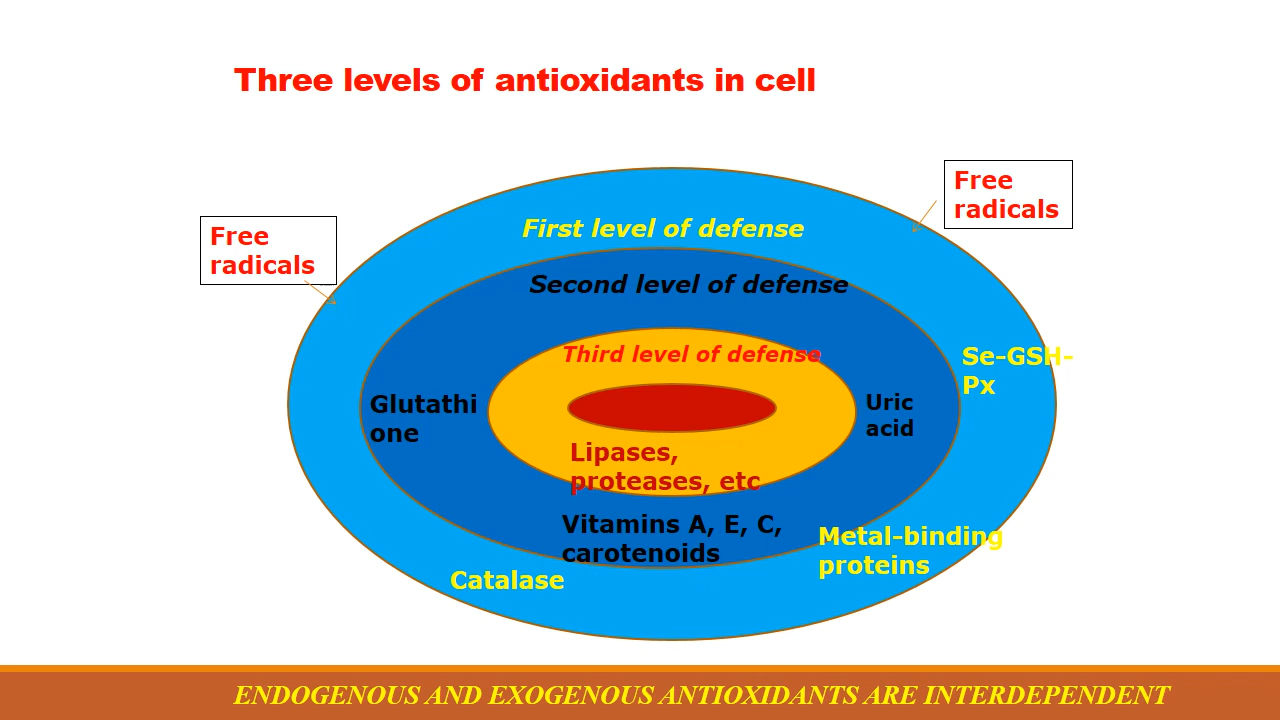 Three levels of antioxidants in cell
Free
radicals
Free
radicals
First level of defense
Second level of defense
Third level of defense
Se–GSH-
Px
Glutathi
one
Uric
acid
Lipases,
proteases, etc
Vitamins A, E, C,
carotenoids
Metal–binding
proteins
Catalase
ENDOGENOUS AND EXOGENOUS ANTIOXIDANTS ARE INTERDEPENDENT